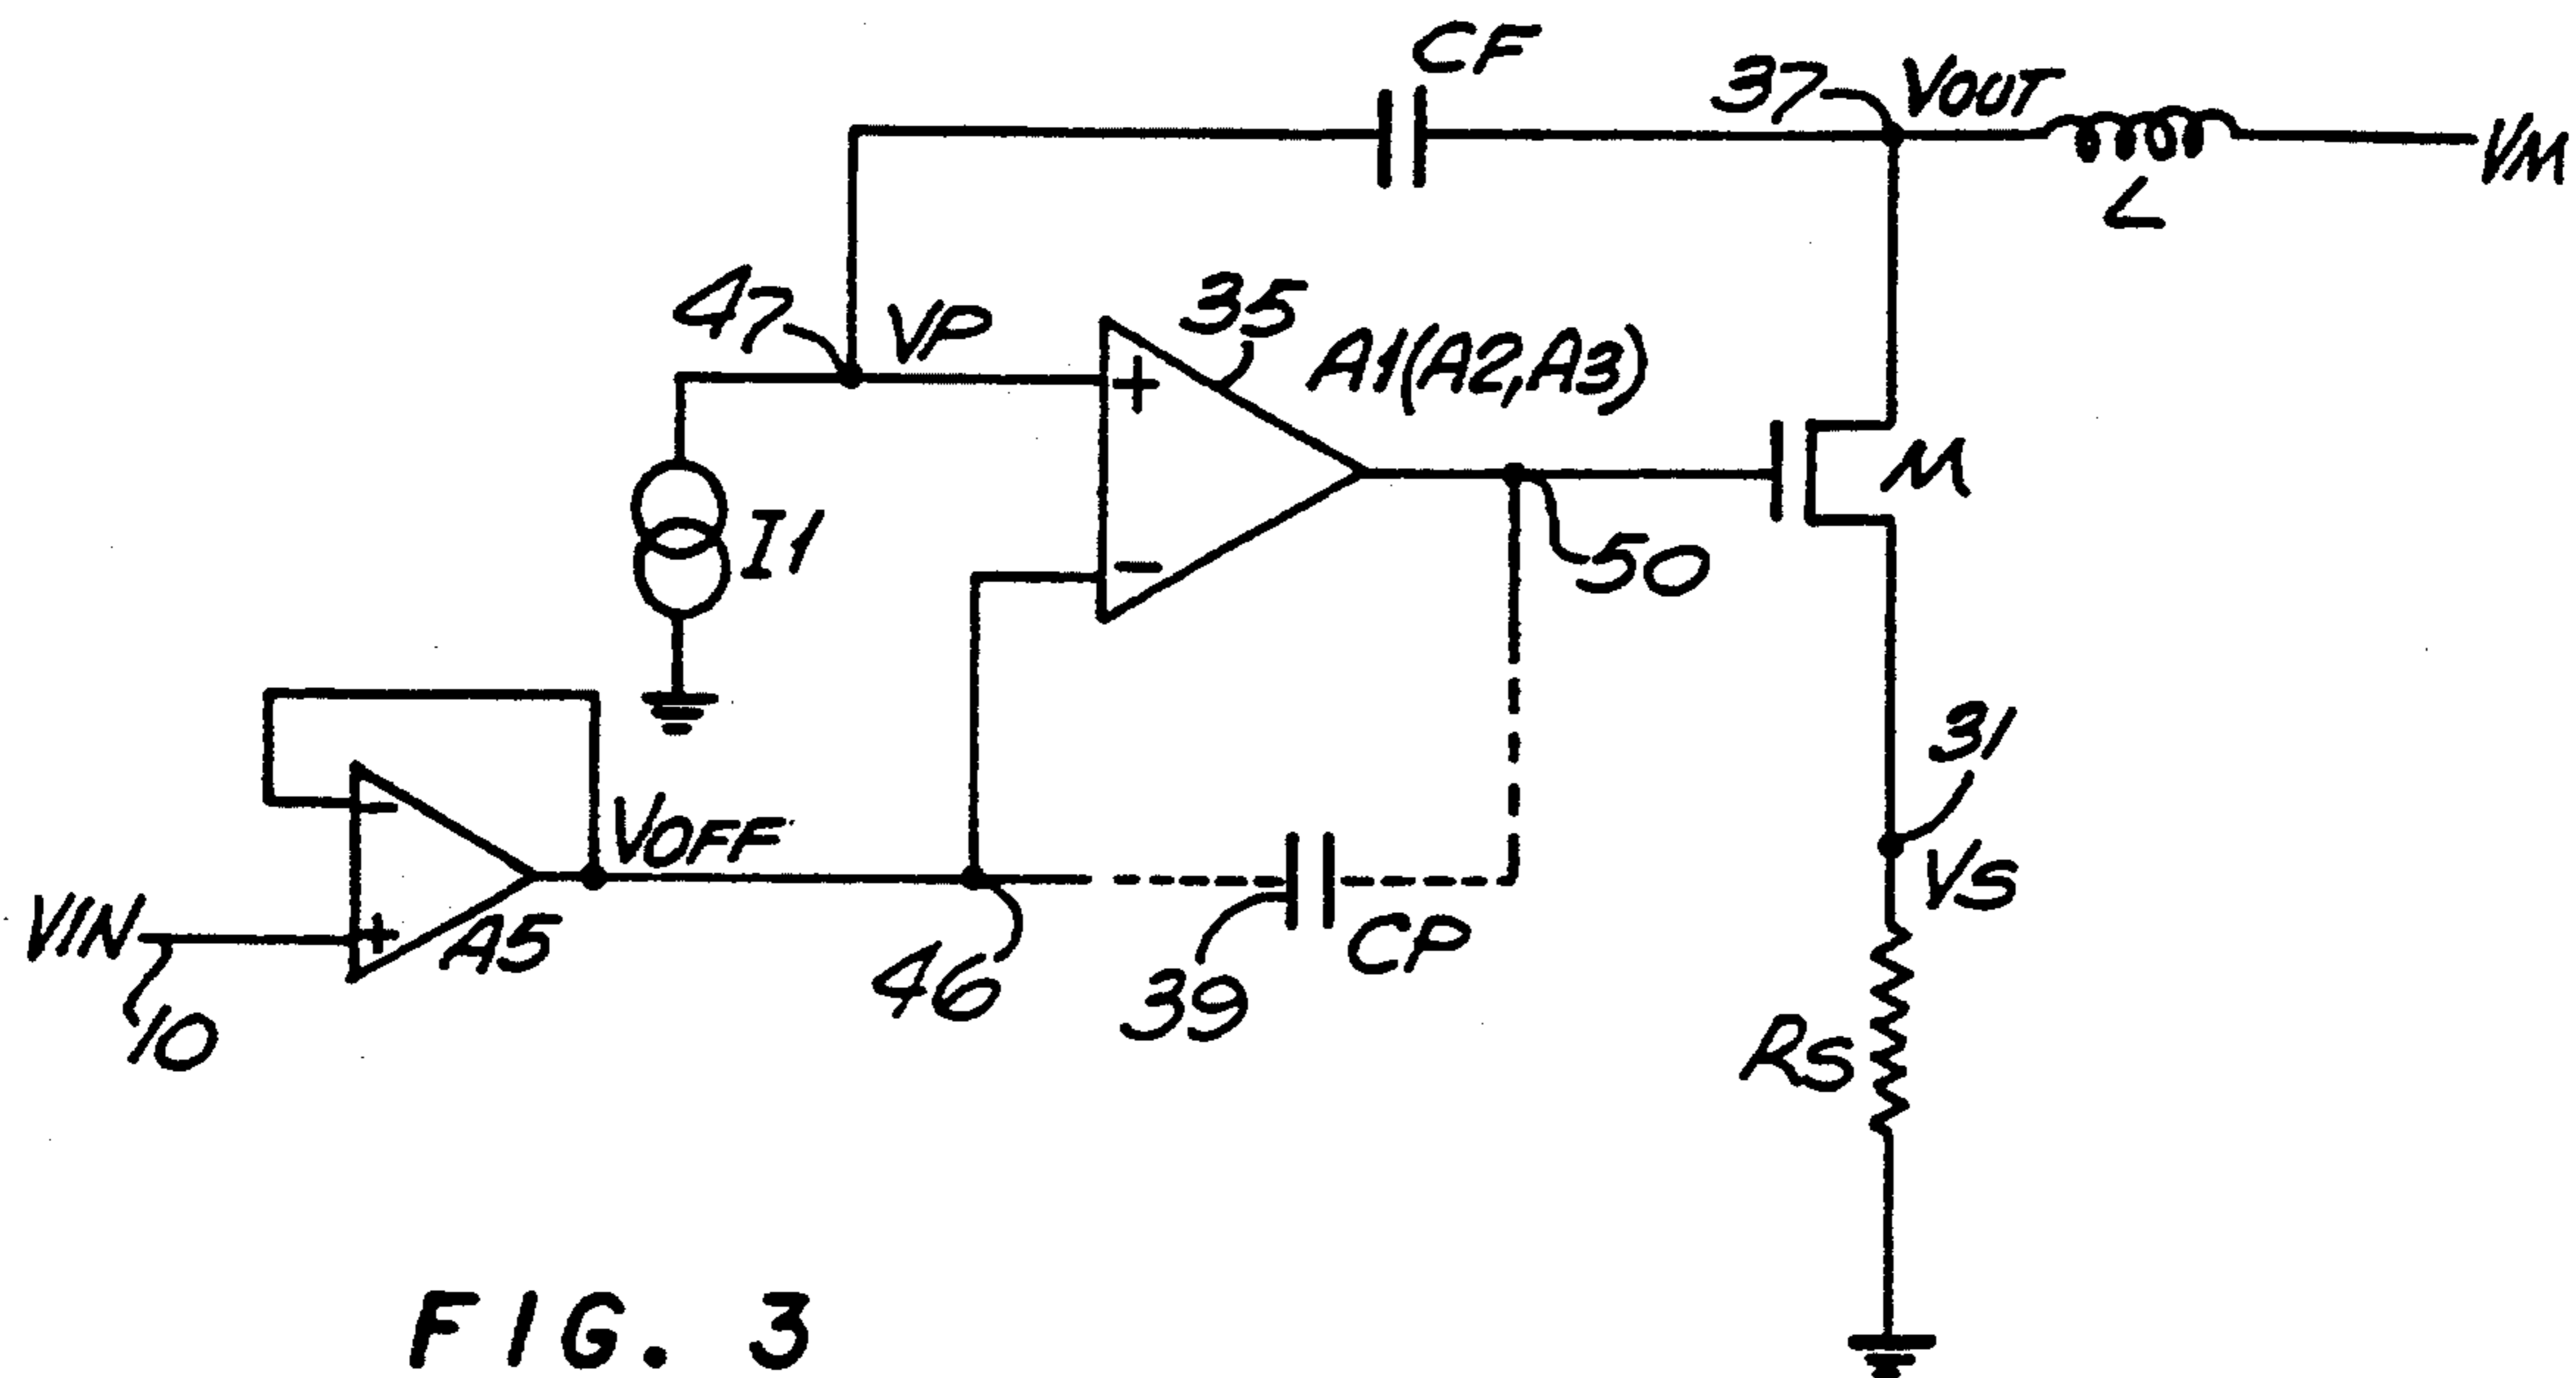 CF
37
VOUT
VM
L
47
VP
35
A1(A2,A3)
+
M
I1
-
50
31
-
VOFF
VS
VIN
+
A5
46
39
CP
10
RS
FIG. 3